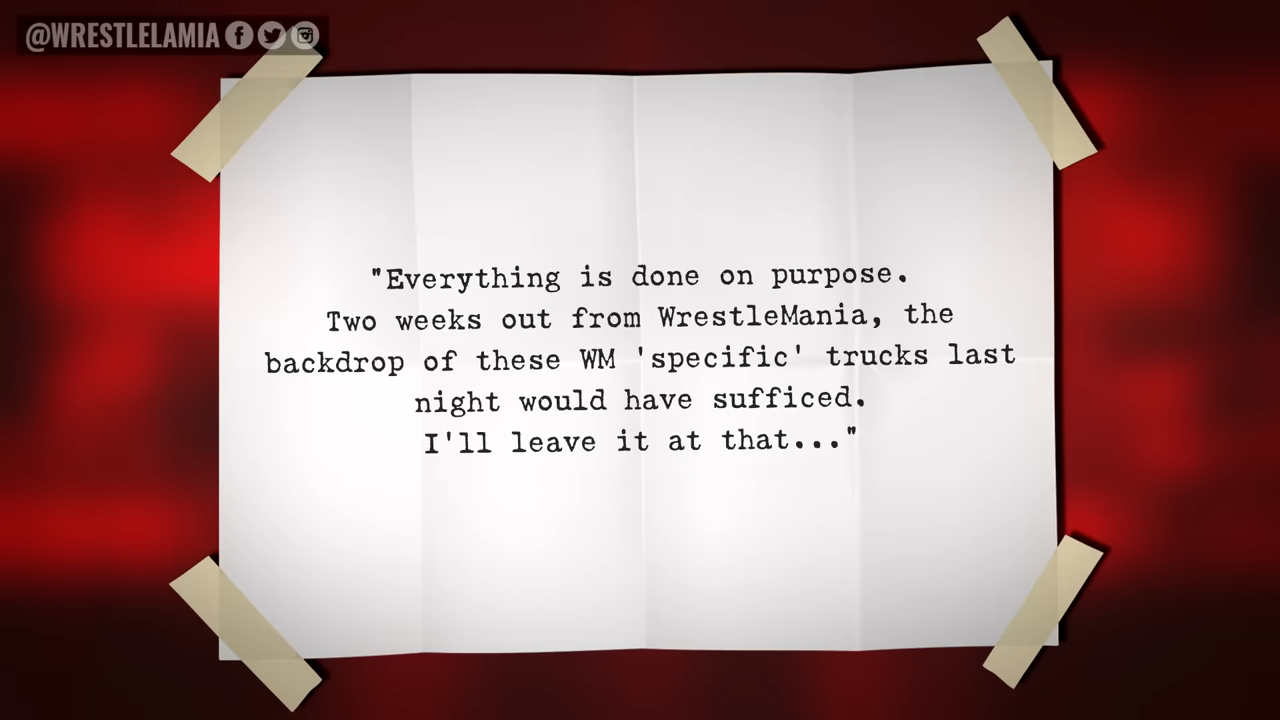 @WRESTLELAMIA
"Everything is done on purpose.
Two weeks out from WrestleMania, the
backdrop of these WM 'specific' trucks last
night would have sufficed.
I'll leave it at that..."